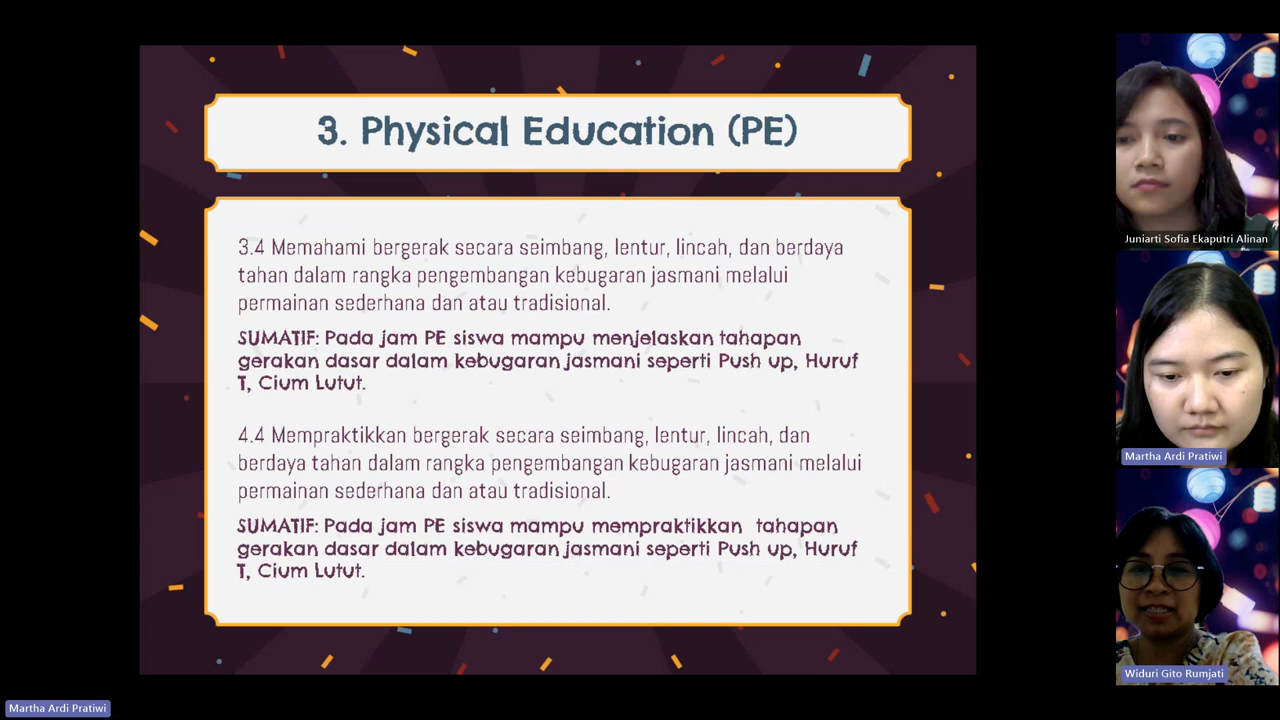 3. Physical Education (PE)
3.4 Memahami bergerak secara seimbang, lentur, lincah, dan berdaya
tahan dalam rangka pengembangan kebugaran jasmani melalui
permainan sederhana dan atau tradisional.
SUMATIF: Pada jam PE siswa mampu menjelaskan tahapan
gerakan dasar dalam kebugaran jasmani seperti Push up, Huruf
T, Cium Lutut.
4.4 Mempraktikkan bergerak secara seimbang, lentur, lincah, dan
berdaya tahan dalam rangka pengembangan kebugaran jasmani melalui
permainan sederhana dan atau tradisional.
SUMATIF: Pada jam PE siswa mampu mempraktikkan tahapan
gerakan dasar dalam kebugaran jasmani seperti Push up, Huruf
T, Cium Lutut.
Juniarti Sofia Ekaputri Alinan
Martha Ardi Pratiwi
Widuri Gito Rumjati
Martha Ardi Pratiwi